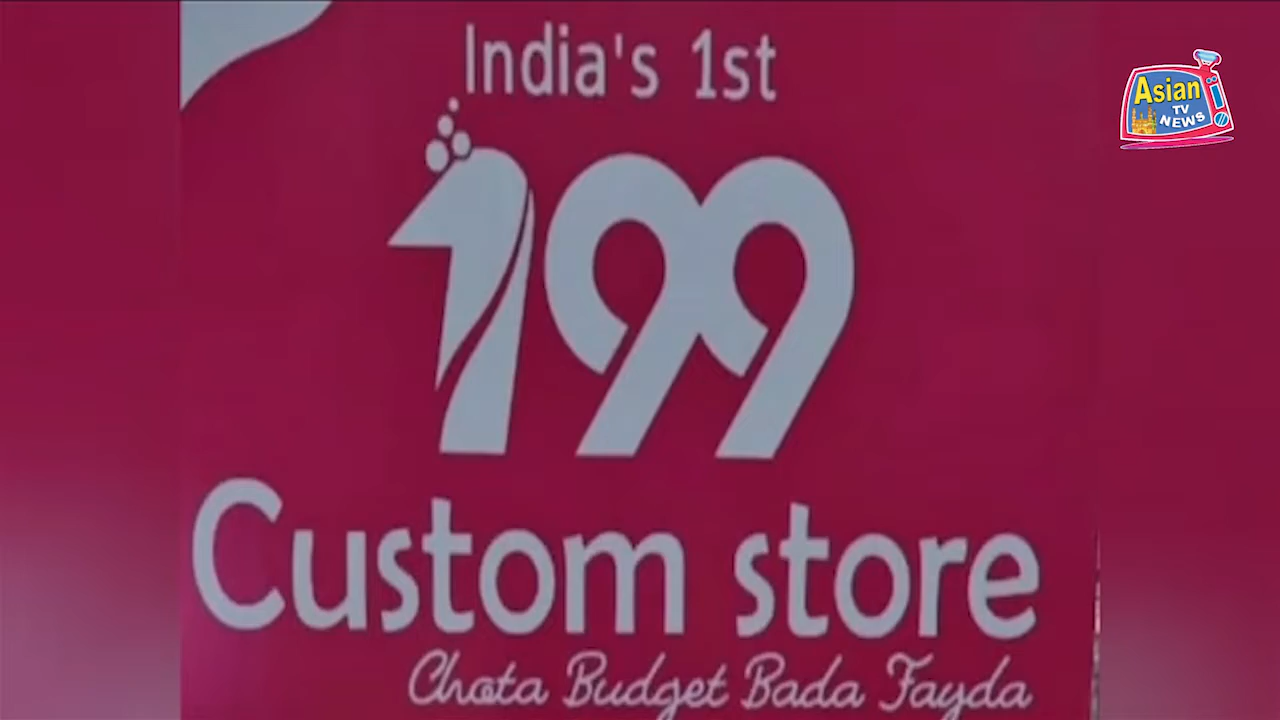 India's 1st
199
Custom store
Chota Budget Bada Fayda
Asian
TV
NEWS